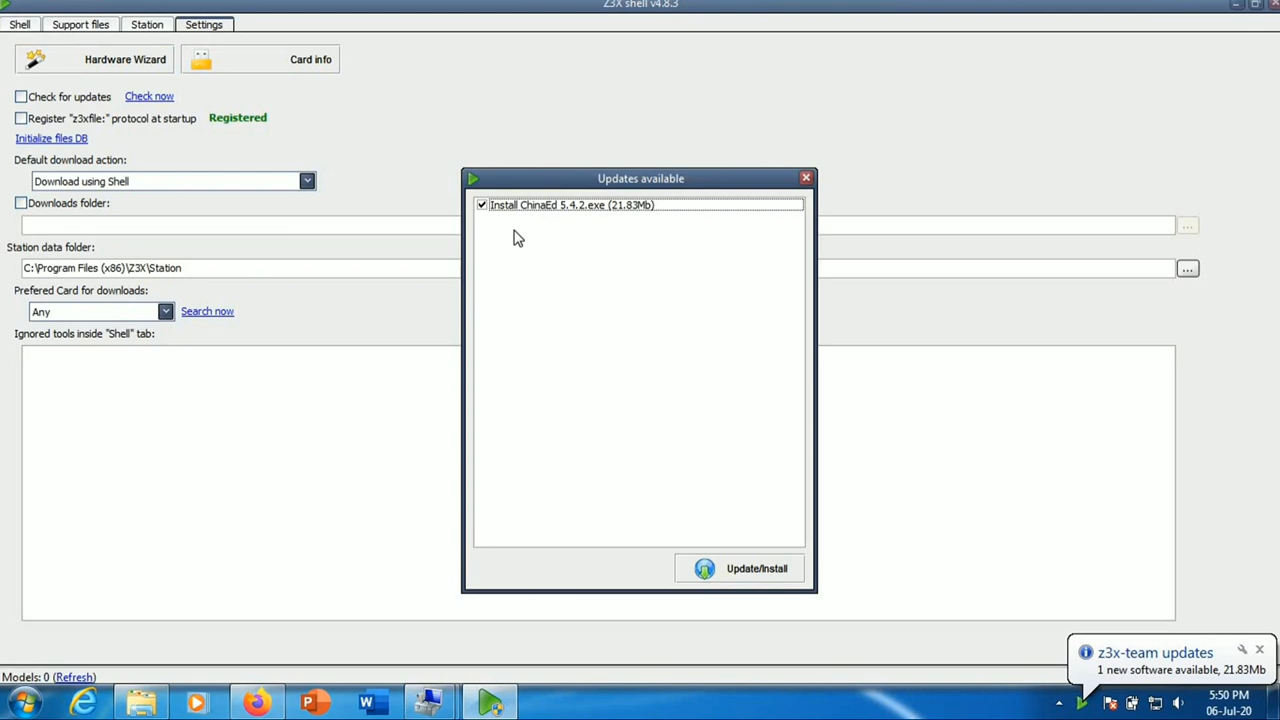 Z3X shell v4.8.3
Shell Support files Station Settings
Hardware Wizard Card info
Check for updates Check now
Register "z3xfile:" protocol at startup Registered
Initialize files DB
Default download action:
Download using Shell
Downloads folder:
...
Station data folder:
C:\Program Files (x86)\Z3X\Station
...
Prefered Card for downloads:
Any Search now
Ignored tools inside "Shell" tab:
Updates available
Install ChinaEd 5.4.2.exe (21.83Mb)
Update/Install
z3x-team updates
1 new software available, 21.83Mb
Models: 0 (Refresh)
5:50 PM
06-Jul-20